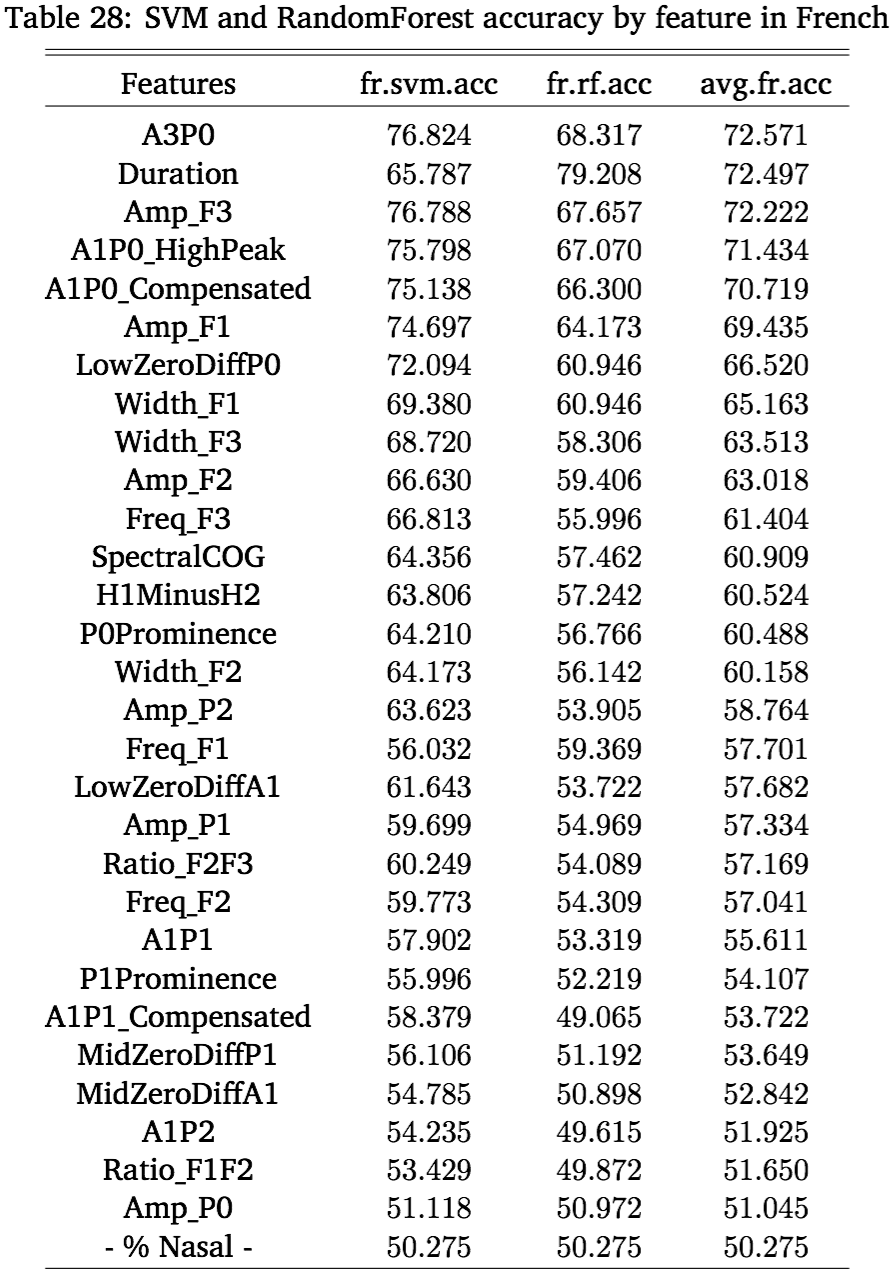 Table 28: SVM and RandomForest accuracy by feature in French
Features fr.svm.acc fr.rf.acc avg.fr.acc
A3P0 76.824 68.317 72.571
Duration 65.787 79.208 72.497
Amp_F3 76.788 67.657 72.222
A1P0_HighPeak 75.798 67.070 71.434
A1P0_Compensated 75.138 66.300 70.719
Amp_F1 74.697 64.173 69.435
LowZeroDiffP0 72.094 60.946 66.520
Width_F1 69.380 60.946 65.163
Width_F3 68.720 58.306 63.513
Amp_F2 66.630 59.406 63.018
Freq_F3 66.813 55.996 61.404
SpectralCOG 64.356 57.462 60.909
H1MinusH2 63.806 57.242 60.524
P0Prominence 64.210 56.766 60.488
Width_F2 64.173 56.142 60.158
Amp_P2 63.623 53.905 58.764
Freq_F1 56.032 59.369 57.701
LowZeroDiffA1 61.643 53.722 57.682
Amp_P1 59.699 54.969 57.334
Ratio_F2F3 60.249 54.089 57.169
Freq_F2 59.773 54.309 57.041
A1P1 57.902 53.319 55.611
P1Prominence 55.996 52.219 54.107
A1P1_Compensated 58.379 49.065 53.722
MidZeroDiffP1 56.106 51.192 53.649
MidZeroDiffA1 54.785 50.898 52.842
A1P2 54.235 49.615 51.925
Ratio_F1F2 53.429 49.872 51.650
Amp_P0 51.118 50.972 51.045
- % Nasal - 50.275 50.275 50.275